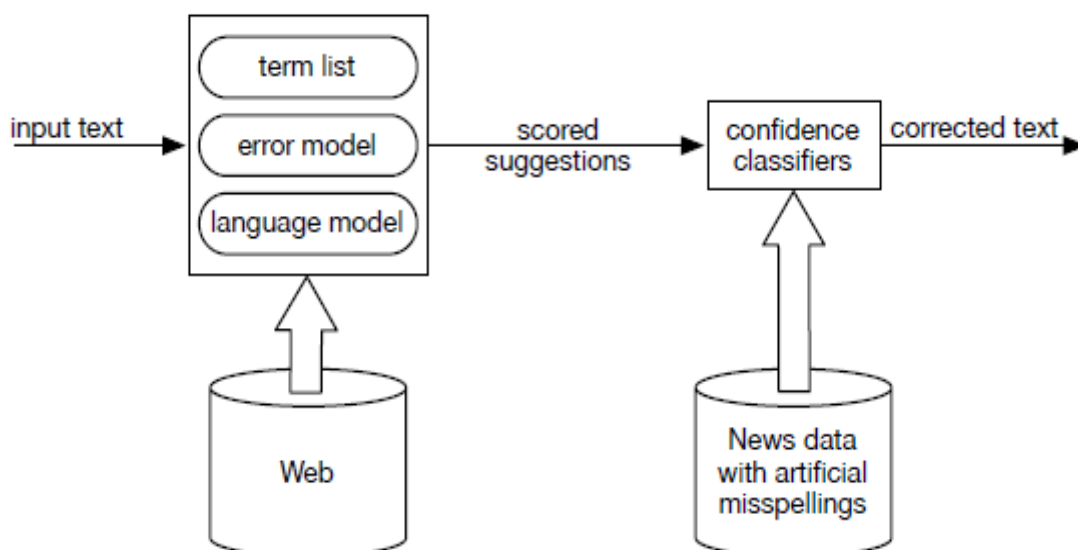 term list
input text
error model
language model
scored
suggestions
confidence
classifiers
corrected text
Web
News data
with artificial
misspellings